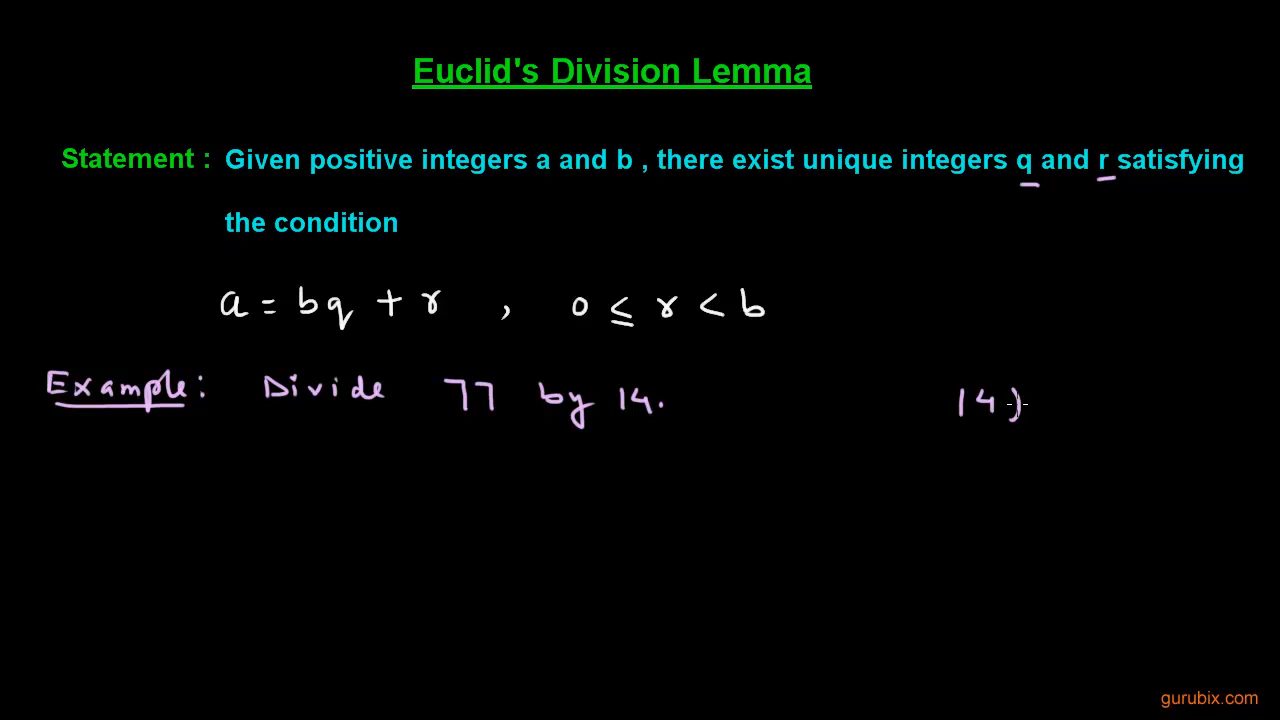 Euclid's Division Lemma
Statement : Given positive integers a and b , there exist unique integers q and r satisfying
the condition
a = bq + r , 0 ≤ r < b
Example: Divide 77 by 14. 14)
gurubix.com